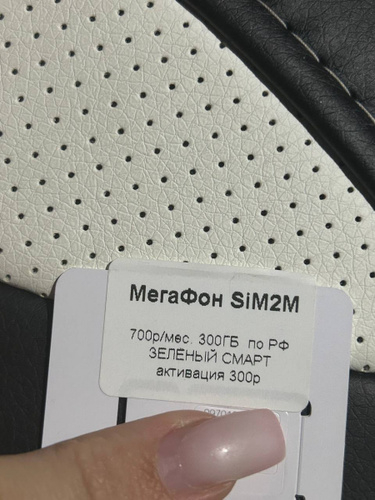 МегаФон SiM2M
700р/мес. 300ГБ по РФ
ЗЕЛЕНЫЙ СМАРТ
активация 300р